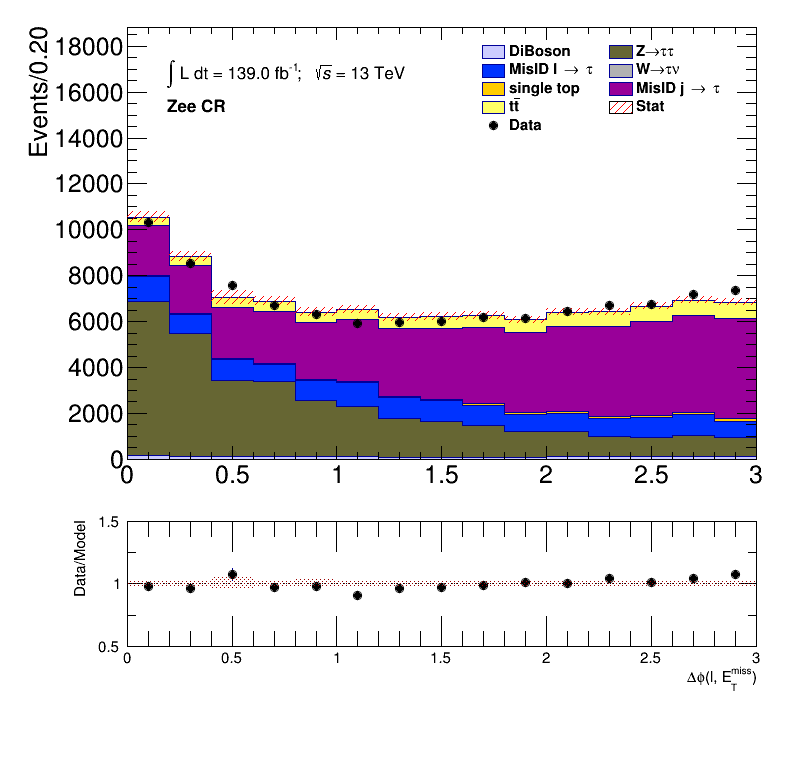 Events/0.20
18000
16000
14000
12000
10000
8000
6000
4000
2000
0
∫ L dt = 139.0 fb⁻¹; √s = 13 TeV
Zee CR
DiBoson
MisID l → τ
single top
tt̄
Data
Z→ττ
W→τν
MisID j → τ
Stat
0 0.5 1 1.5 2 2.5 3
Data/Model
1.5
1
0.5
0 0.5 1 1.5 2 2.5 3
Δφ(l, E_T^miss)